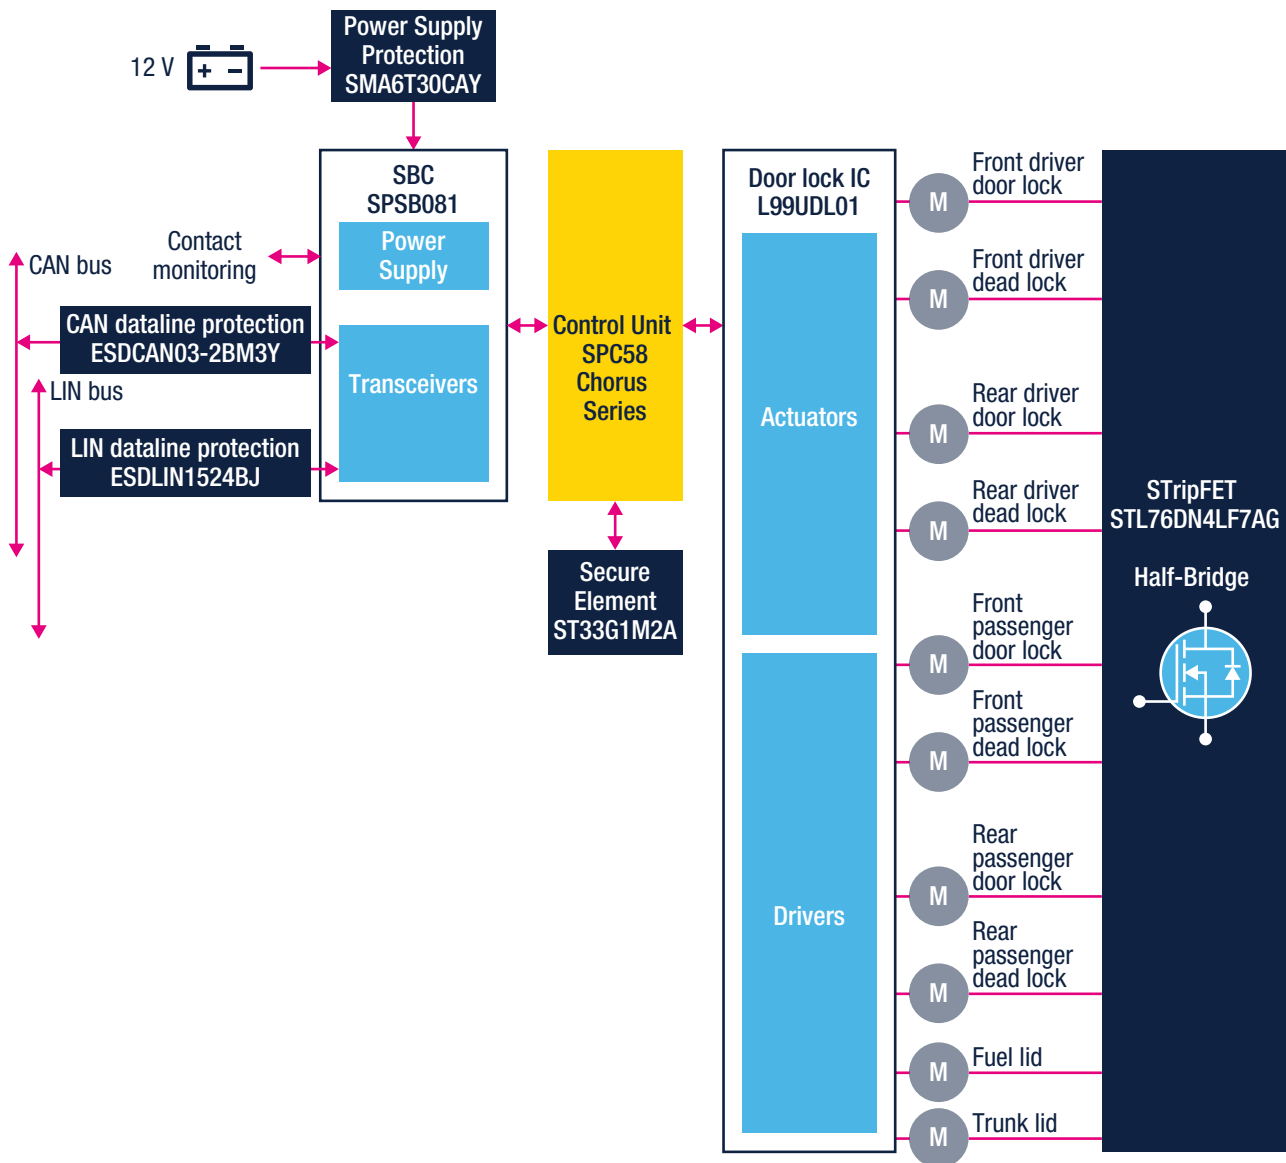 Power Supply
Protection
SMA6T30CAY
12 V
+ −
SBC
SPSB081
Power
Supply
Transceivers
Contact
monitoring
CAN bus
CAN dataline protection
ESDCAN03-2BM3Y
LIN bus
LIN dataline protection
ESDLIN1524BJ
Control Unit
SPC58
Chorus
Series
Secure
Element
ST33G1M2A
Door lock IC
L99UDL01
Actuators
Drivers
M
Front driver
door lock
M
Front driver
dead lock
M
Rear driver
door lock
M
Rear driver
dead lock
M
Front
passenger
door lock
M
Front
passenger
dead lock
M
Rear
passenger
door lock
M
Rear
passenger
dead lock
M
Fuel lid
M
Trunk lid
STripFET
STL76DN4LF7AG
Half-Bridge